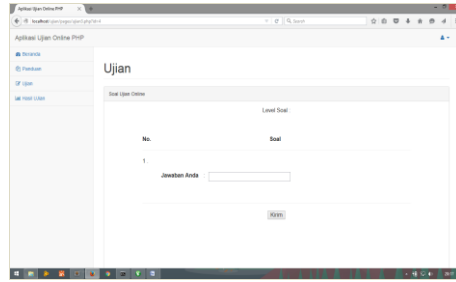 Aplikasi Ujian Online PHP
Search
Aplikasi Ujian Online PHP
Beranda
Panduan
Ujian
Hasil Ujian
Ujian
Soal Ujian Online
Level Soal
No. Soal
1
Jawaban Anda
Kirim